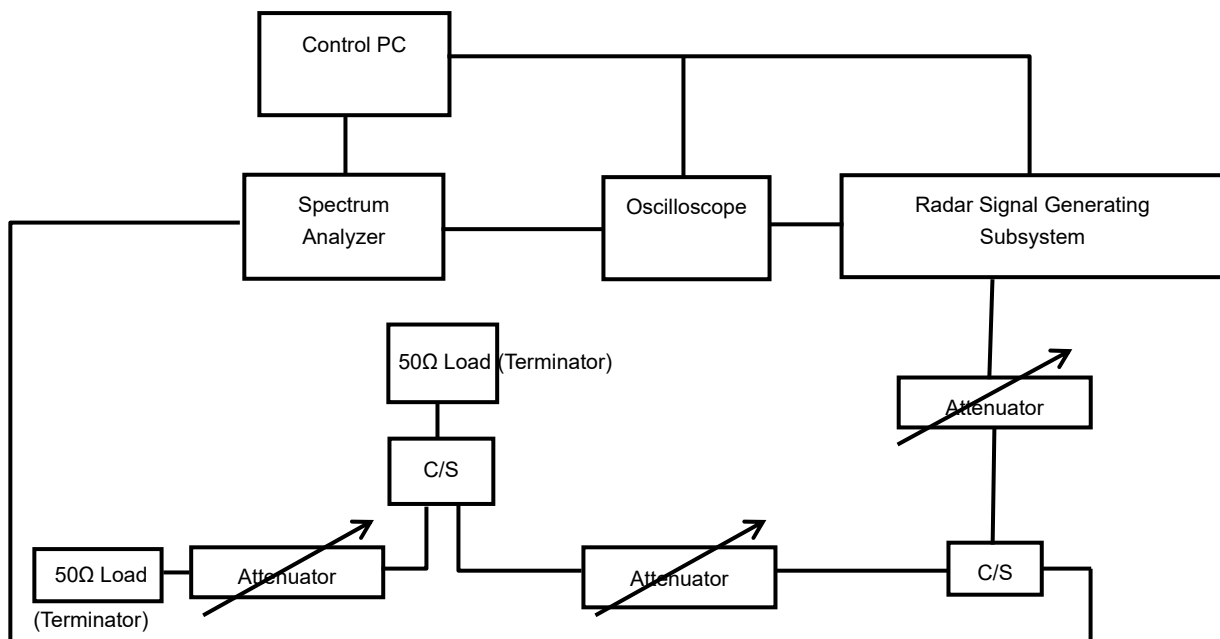 Control PC
Spectrum
Analyzer
Oscilloscope
Radar Signal Generating
Subsystem
50Ω Load (Terminator)
Attenuator
C/S
50Ω Load
(Terminator)
Attenuator
Attenuator
C/S